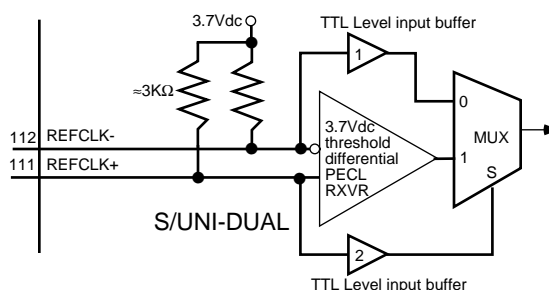 3.7Vdc
TTL Level input buffer
1
≈3KΩ
0
3.7Vdc
threshold
differential
PECL
RXVR
MUX
112 REFCLK-
1
111 REFCLK+
S
S/UNI-DUAL
2
TTL Level input buffer